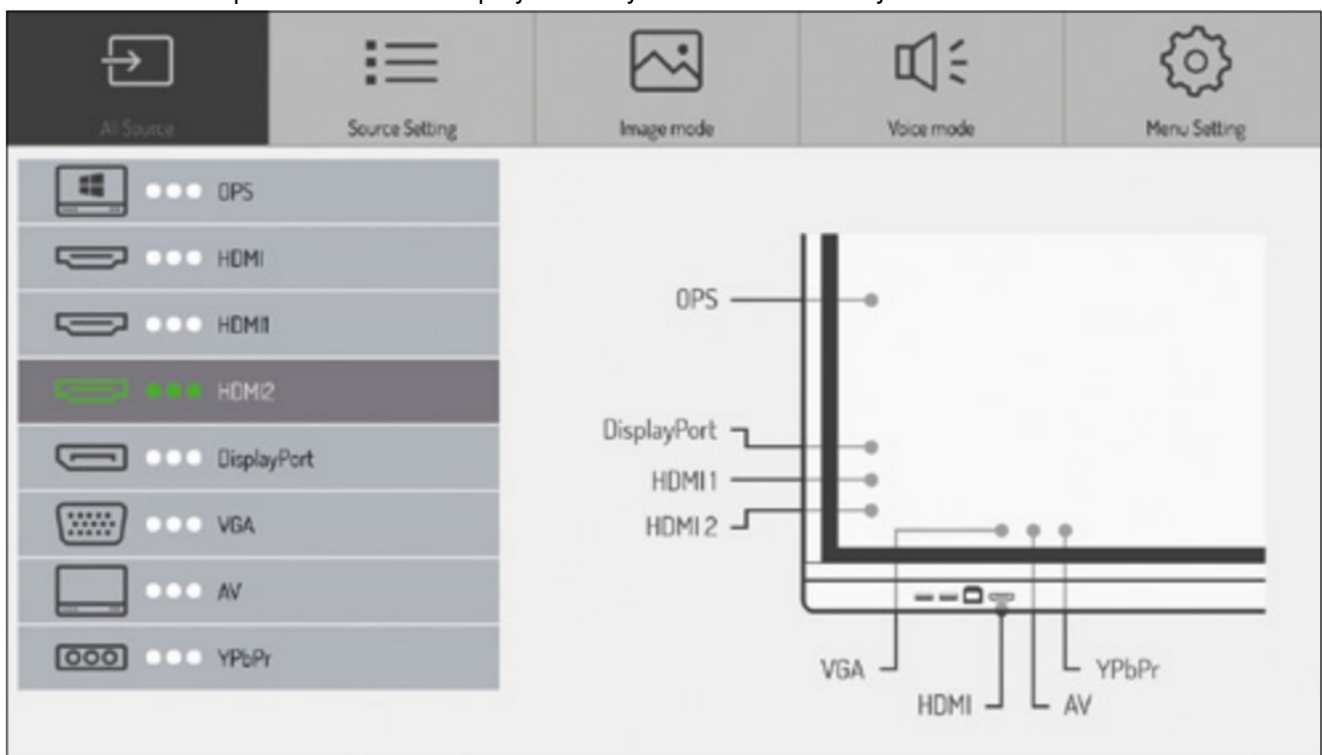 All Source
Source Setting
Image mode
Voice mode
Menu Setting
OPS
HDMI
HDMI1
HDMI2
DisplayPort
VGA
AV
YPbPr
OPS
DisplayPort
HDMI 1
HDMI 2
VGA
YPbPr
HDMI
AV